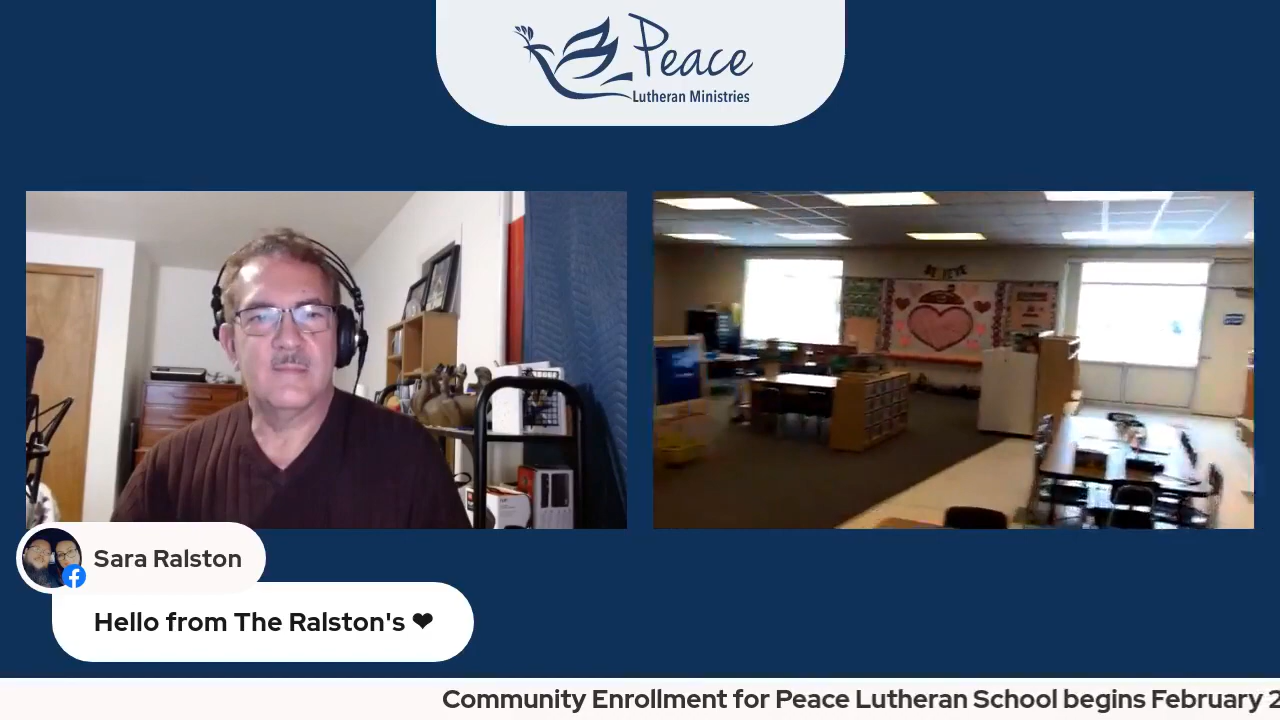 Peace
Lutheran Ministries
Sara Ralston
Hello from The Ralston's ❤
Community Enrollment for Peace Lutheran School begins February 2